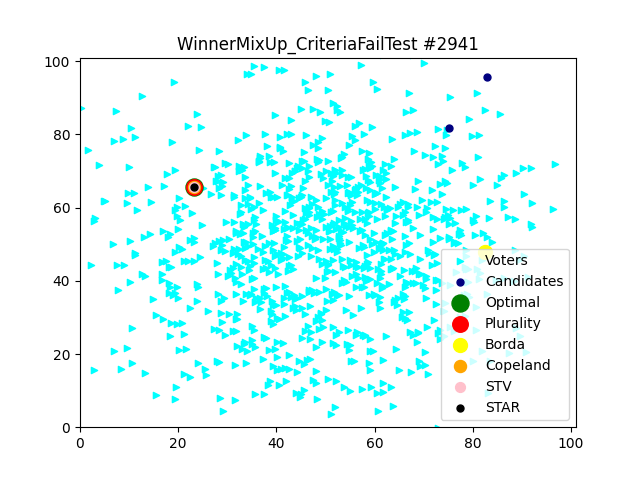 WinnerMixUp_CriteriaFailTest #2941
100
80
60
40
20
0
0 20 40 60 80 100
Voters
Candidates
Optimal
Plurality
Borda
Copeland
STV
STAR